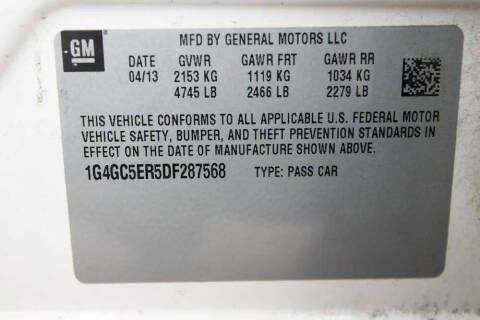 GM
MFD BY GENERAL MOTORS LLC
DATE GVWR GAWR FRT GAWR RR
04/13 2153 KG 1119 KG 1034 KG
4745 LB 2466 LB 2279 LB
THIS VEHICLE CONFORMS TO ALL APPLICABLE U.S. FEDERAL MOTOR
VEHICLE SAFETY, BUMPER, AND THEFT PREVENTION STANDARDS IN
EFFECT ON THE DATE OF MANUFACTURE SHOWN ABOVE.
1G4GC5ER5DF287568 TYPE: PASS CAR